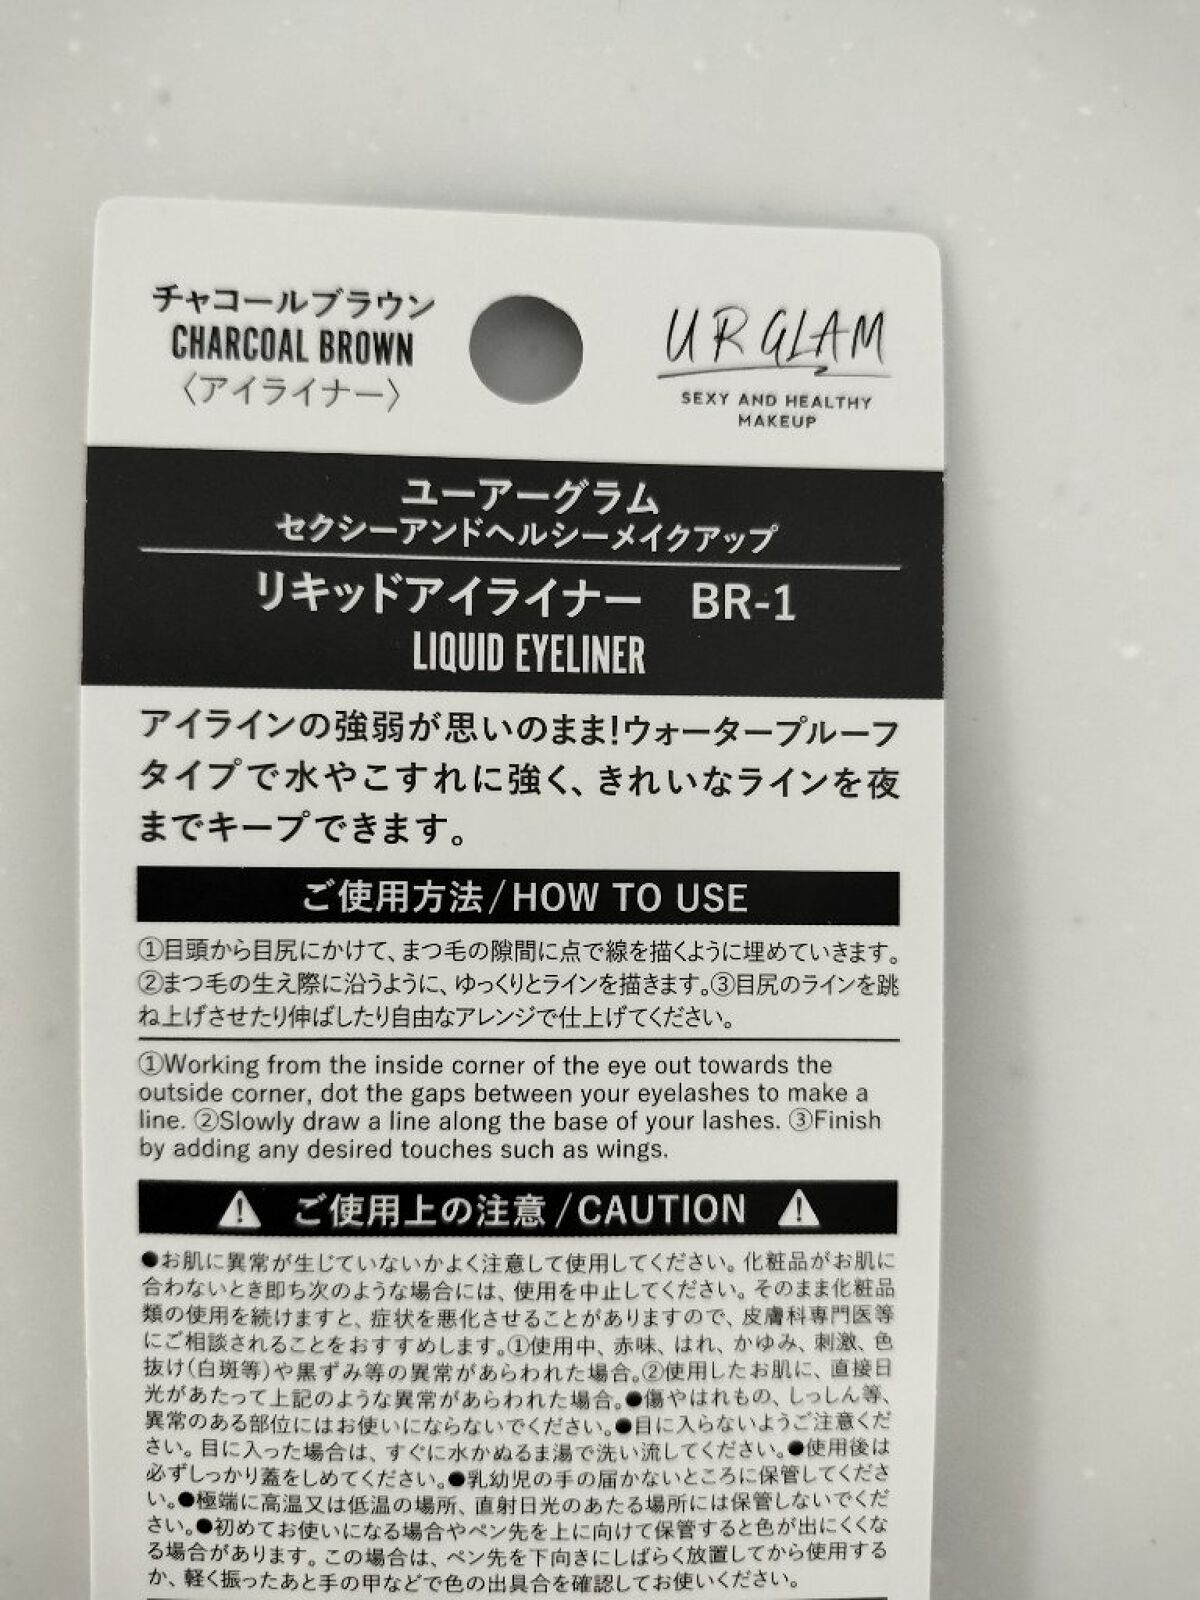 チャコールブラウン
CHARCOAL BROWN
〈アイライナー〉
UR GLAM
SEXY AND HEALTHY
MAKEUP
ユーアーグラム
セクシーアンドヘルシーメイクアップ
リキッドアイライナー BR-1
LIQUID EYELINER
アイラインの強弱が思いのまま!ウォータープルーフ
タイプで水やこすれに強く、きれいなラインを夜
までキープできます。
ご使用方法/HOW TO USE
①目頭から目尻にかけて、まつ毛の隙間に点で線を描くように埋めていきます。
②まつ毛の生え際に沿うように、ゆっくりとラインを描きます。③目尻のラインを跳
ね上げさせたり伸ばしたり自由なアレンジで仕上げてください。
①Working from the inside corner of the eye out towards the
outside corner, dot the gaps between your eyelashes to make a
line. ②Slowly draw a line along the base of your lashes. ③Finish
by adding any desired touches such as wings.
ご使用上の注意/CAUTION
●お肌に異常が生じていないかよく注意して使用してください。化粧品がお肌に
合わないとき即ち次のような場合には、使用を中止してください。そのまま化粧品
類の使用を続けますと、症状を悪化させることがありますので、皮膚科専門医等
にご相談されることをおすすめします。①使用中、赤味、はれ、かゆみ、刺激、色
抜け(白斑等)や黒ずみ等の異常があらわれた場合。②使用したお肌に、直接日
光があたって上記のような異常があらわれた場合。●傷やはれもの、しっしん等、
異常のある部位にはお使いにならないでください。●目に入らないようご注意くだ
さい。目に入った場合は、すぐに水かぬるま湯で洗い流してください。●使用後は
必ずしっかり蓋をしめてください。●乳幼児の手の届かないところに保管してくださ
い。●極端に高温又は低温の場所、直射日光のあたる場所には保管しないでくだ
さい。●初めてお使いになる場合やペン先を上に向けて保管すると色が出にくくな
る場合があります。この場合は、ペン先を下向きにしばらく放置してから使用する
か、軽く振ったあと手の甲などで色の出具合を確認してお使いください。